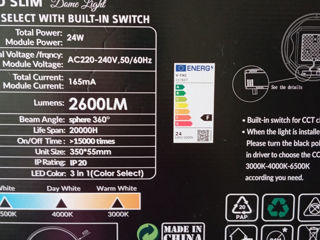 SLIM
Dome Light
SELECT WITH BUILT-IN SWITCH
Total Power:
Module Power:
24W
Voltage /frqncy:
Module Voltage:
AC220-240V,50/60Hz
Total Current:
Module Current:
165mA
Lumens:
2600LM
Beam Angle:
sphere 360°
Life Span:
20000H
On/Off Time :
>15000 times
Unit Size:
350*55mm
IP Rating:
IP 20
LED Color:
3 in 1(Color Select)
White
Day White
Warm White
500K
4000K
3000K
ENERG
24
See the details
• Built-in switch for CCT
• When the light is installe
Please turn the black pol
in driver to choose the CC
3000K-4000K-6500K
according you need.
MADE IN
CHINA
20
PAP